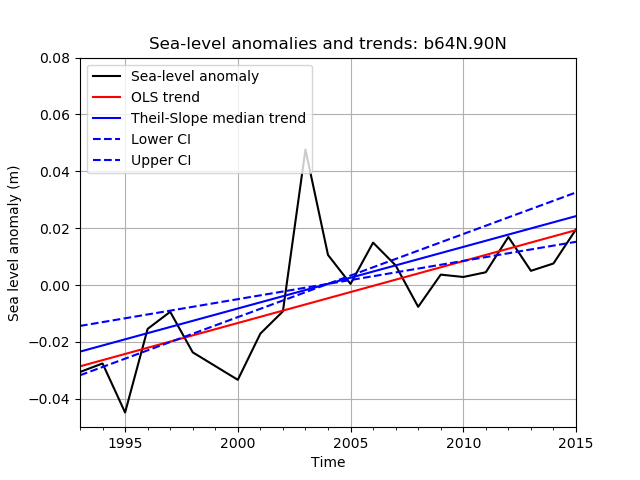 Sea-level anomalies and trends: b64N.90N
Sea-level anomaly
OLS trend
Theil-Slope median trend
Lower CI
Upper CI
0.08
0.06
0.04
0.02
0.00
−0.02
−0.04
Sea level anomaly (m)
1995 2000 2005 2010 2015
Time